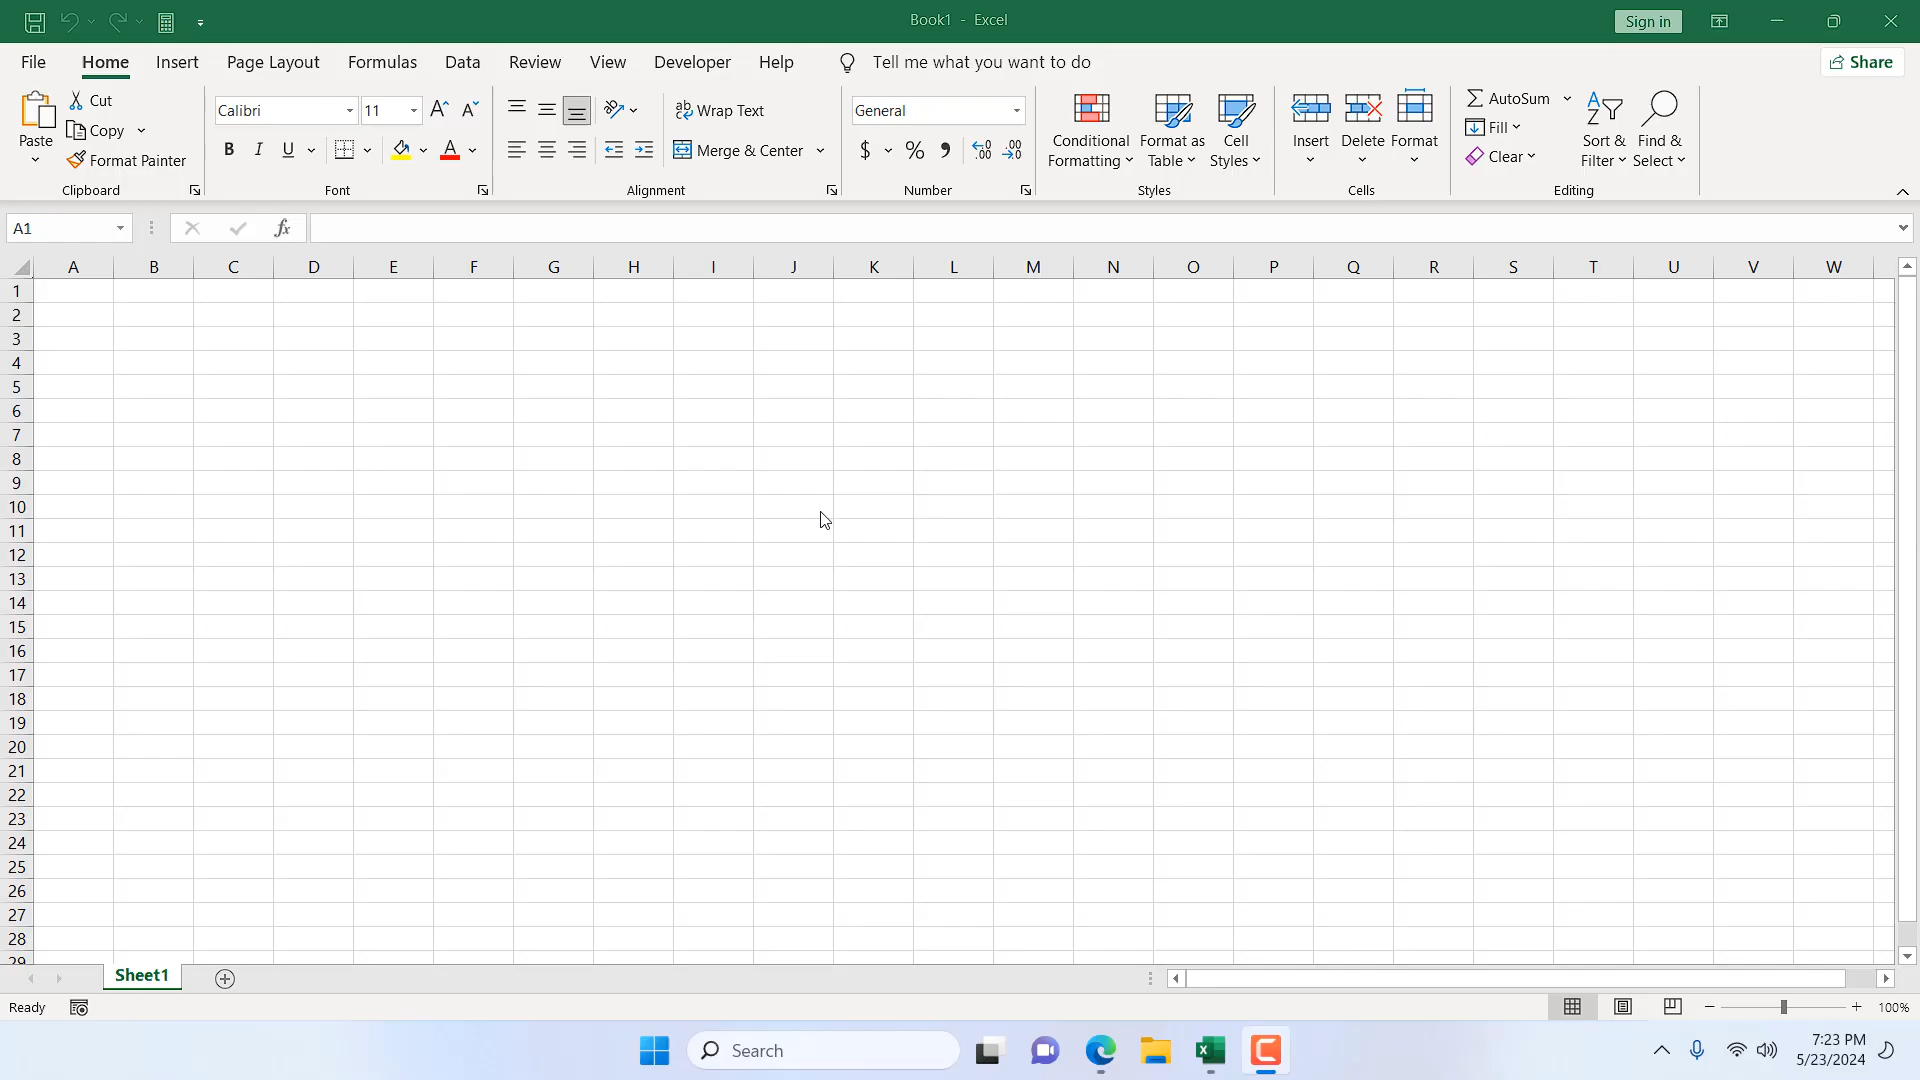 Book1 - Excel
Sign in
File Home Insert Page Layout Formulas Data Review View Developer Help Tell me what you want to do Share
Paste
Cut
Copy
Format Painter
Clipboard
Calibri 11
B I U
Font
Wrap Text
Merge & Center
Alignment
General
$ % ,
Number
Conditional Formatting
Format as Table
Cell Styles
Styles
Insert Delete Format
Cells
AutoSum
Fill
Clear
Sort & Filter
Find & Select
Editing
A1 fx
A B C D E F G H I J K L M N O P Q R S T U V W
1
2
3
4
5
6
7
8
9
10
11
12
13
14
15
16
17
18
19
20
21
22
23
24
25
26
27
28
29
Sheet1
Ready 100%
Search
7:23 PM
5/23/2024